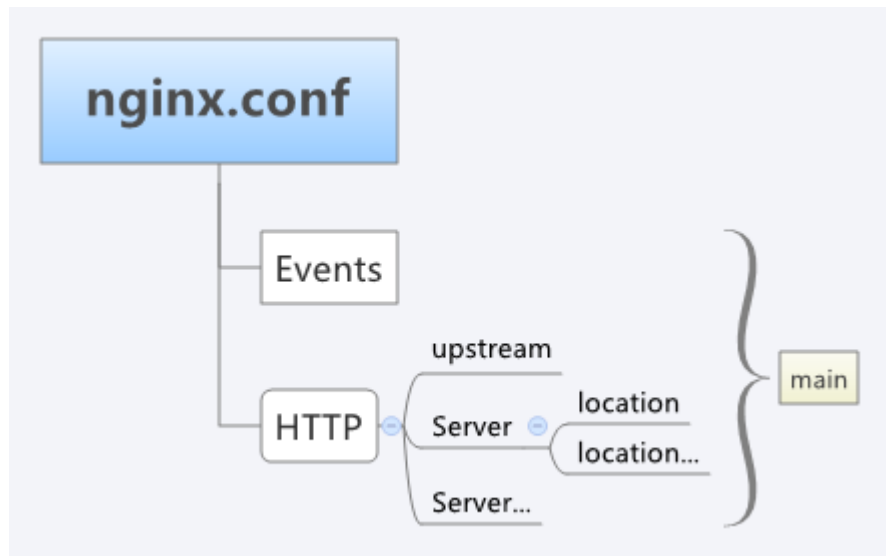 nginx.conf
Events
HTTP
upstream
Server
location
location...
Server...
main